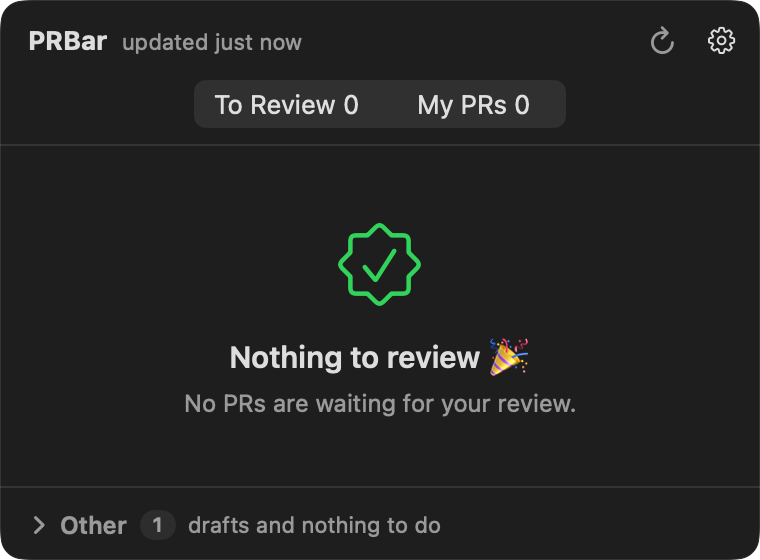 PRBar updated just now
To Review 0 My PRs 0
Nothing to review 🎉
No PRs are waiting for your review.
Other 1 drafts and nothing to do